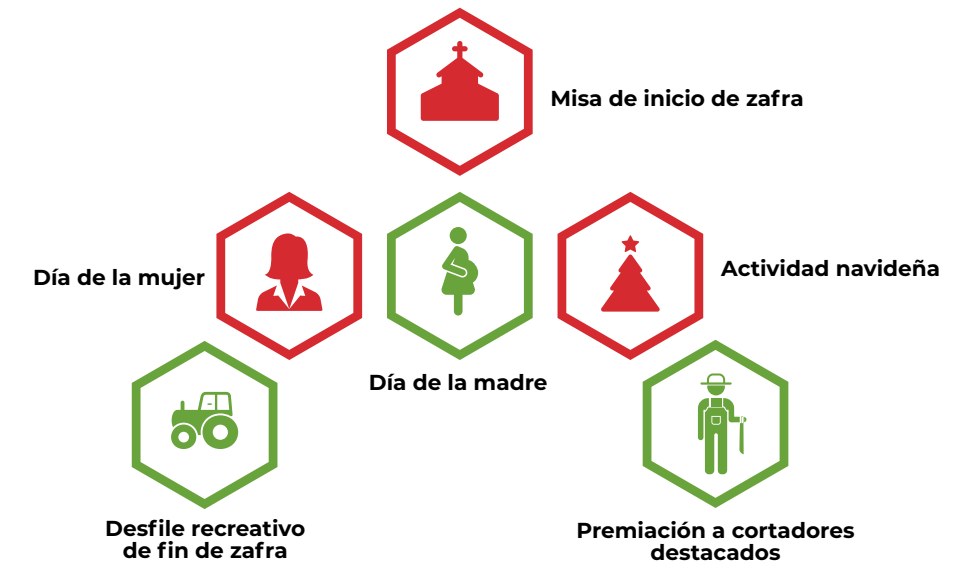 Misa de inicio de zafra
Día de la mujer
Actividad navideña
Día de la madre
Desfile recreativo
de fin de zafra
Premiación a cortadores
destacados